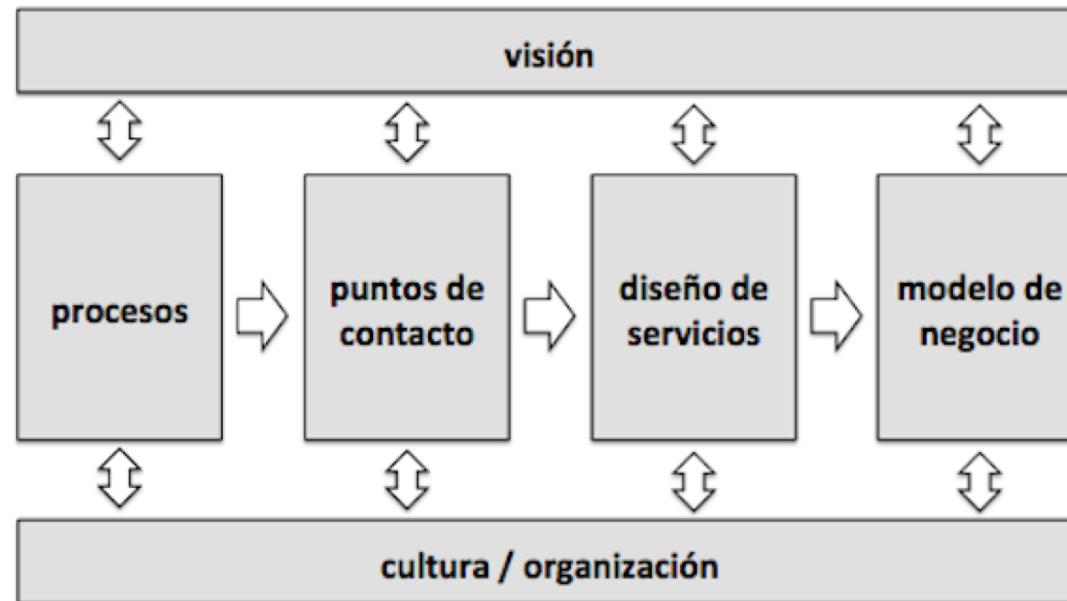 visión
procesos
puntos de
contacto
diseño de
servicios
modelo de
negocio
cultura / organización